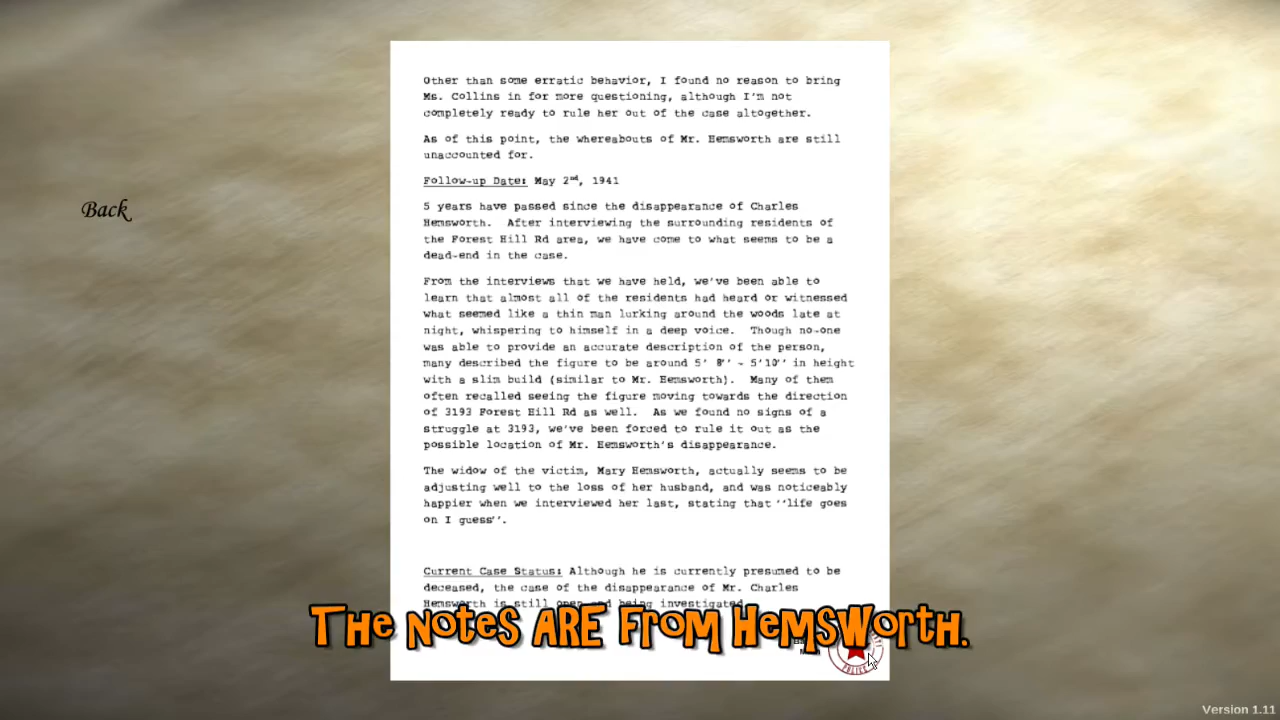 Other than some erratic behavior, I found no reason to bring
Ms. Collins in for more questioning, although I'm not
completely ready to rule her out of the case altogether.
As of this point, the whereabouts of Mr. Hemsworth are still
unaccounted for.
Follow-up Date: May 2nd, 1941
Back
5 years have passed since the disappearance of Charles
Hemsworth. After interviewing the surrounding residents of
the Forest Hill Rd area, we have come to what seems to be a
dead-end in the case.
From the interviews that we have held, we've been able to
learn that almost all of the residents had heard or witnessed
what seemed like a thin man lurking around the woods late at
night, whispering to himself in a deep voice. Though no-one
was able to provide an accurate description of the person,
many described the figure to be around 5' 8'' - 5'10'' in height
with a slim build (similar to Mr. Hemsworth). Many of them
often recalled seeing the figure moving towards the direction
of 3193 Forest Hill Rd as well. As we found no signs of a
struggle at 3193, we've been forced to rule it out as the
possible location of Mr. Hemsworth's disappearance.
The widow of the victim, Mary Hemsworth, actually seems to be
adjusting well to the loss of her husband, and was noticeably
happier when we interviewed her last, stating that ''life goes
on I guess''.
Current Case Status: Although he is currently presumed to be
deceased, the case of the disappearance of Mr. Charles
Hemsworth is still open and being investigated
The notes are from Hemsworth.
POLICE
Version 1.11